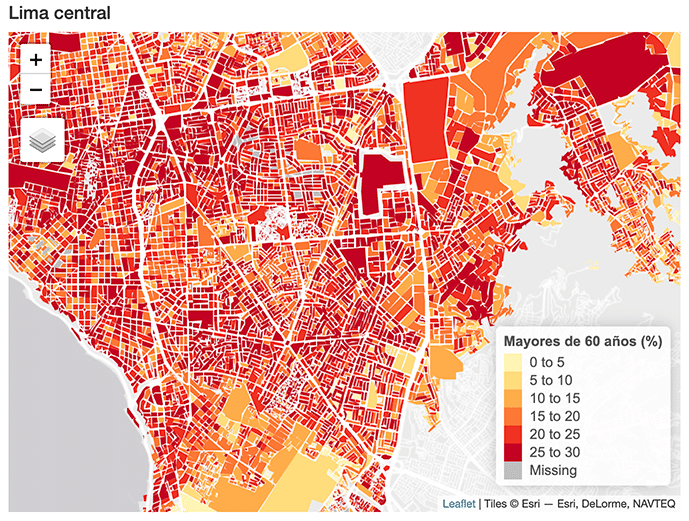 Lima central
+
−
Mayores de 60 años (%)
0 to 5
5 to 10
10 to 15
15 to 20
20 to 25
25 to 30
Missing
Leaflet | Tiles © Esri — Esri, DeLorme, NAVTEQ